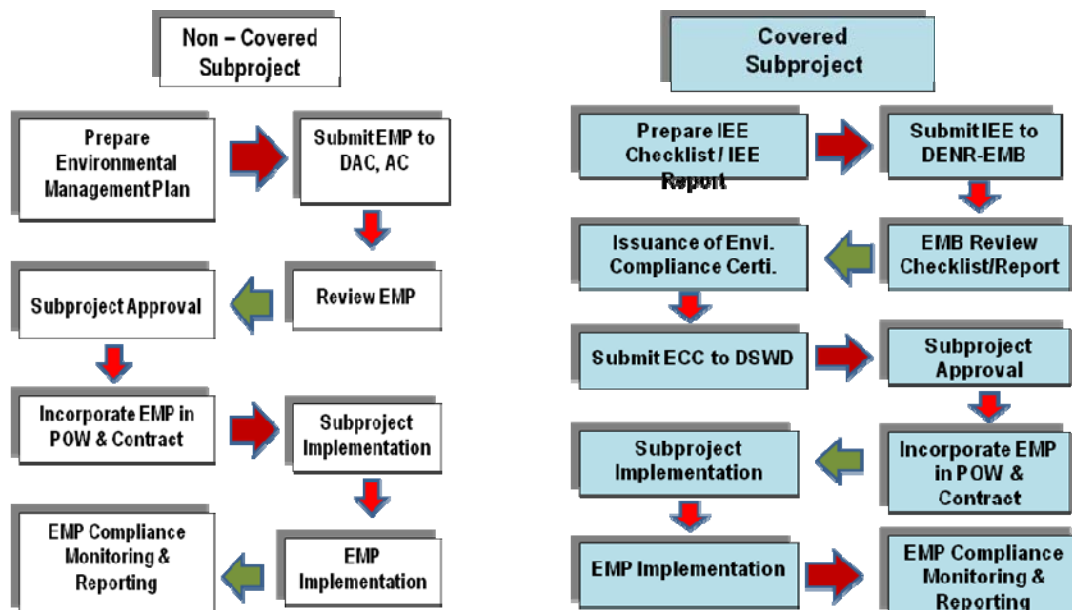 Non – Covered
Subproject
Prepare
Environmental
Management Plan
Submit EMP to
DAC, AC
Review EMP
Subproject Approval
Incorporate EMP in
POW & Contract
Subproject
Implementation
EMP
Implementation
EMP Compliance
Monitoring &
Reporting
Covered
Subproject
Prepare IEE
Checklist / IEE
Report
Submit IEE to
DENR-EMB
EMB Review
Checklist/Report
Issuance of Envi.
Compliance Certi.
Submit ECC to DSWD
Subproject
Approval
Incorporate EMP
in POW &
Contract
Subproject
Implementation
EMP Implementation
EMP Compliance
Monitoring &
Reporting